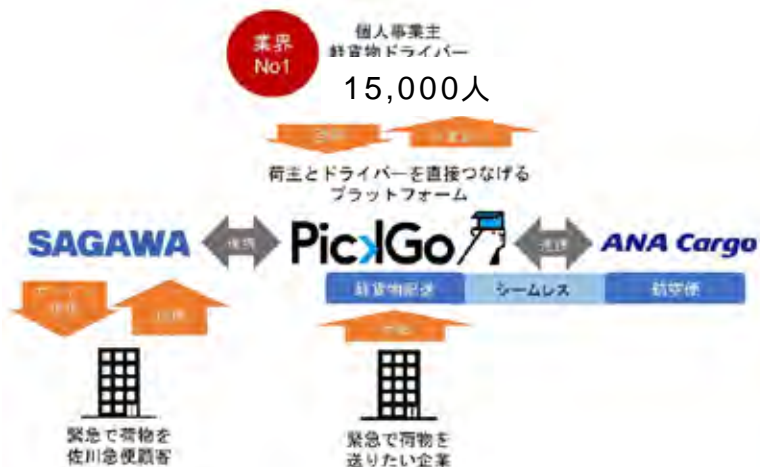 業界
No1
個人事業主
軽貨物ドライバー
15,000人
荷主とドライバーを直接つなげる
プラットフォーム
SAGAWA
PickGo
ANA Cargo
軽貨物配送
シームレス
航空便
緊急で荷物を
佐川急便顧客
緊急で荷物を
送りたい企業